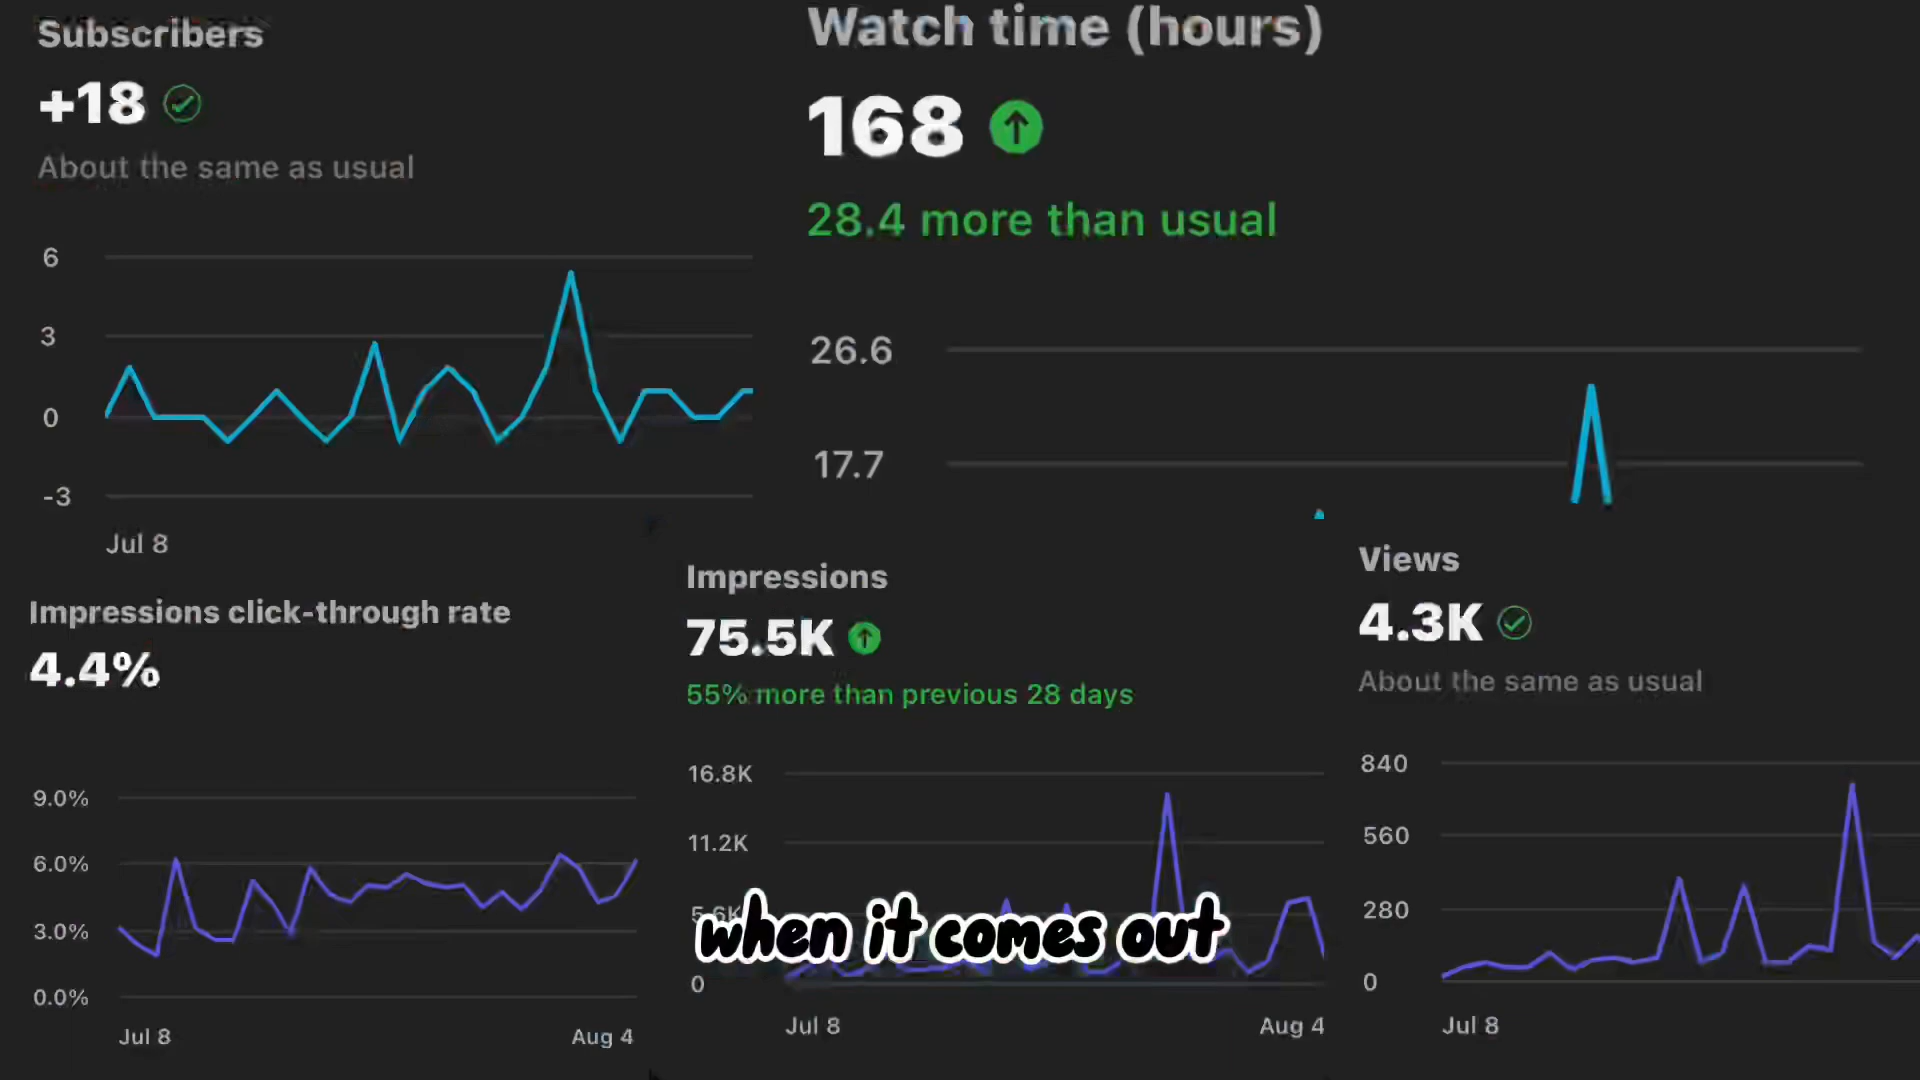 Subscribers
+18
About the same as usual
6
3
0
-3
Jul 8
Watch time (hours)
168
28.4 more than usual
26.6
17.7
Impressions click-through rate
4.4%
9.0%
6.0%
3.0%
0.0%
Jul 8
Aug 4
Impressions
75.5K
55% more than previous 28 days
16.8K
11.2K
5.6K
0
Jul 8
Aug 4
Views
4.3K
About the same as usual
840
560
280
0
Jul 8
when it comes out